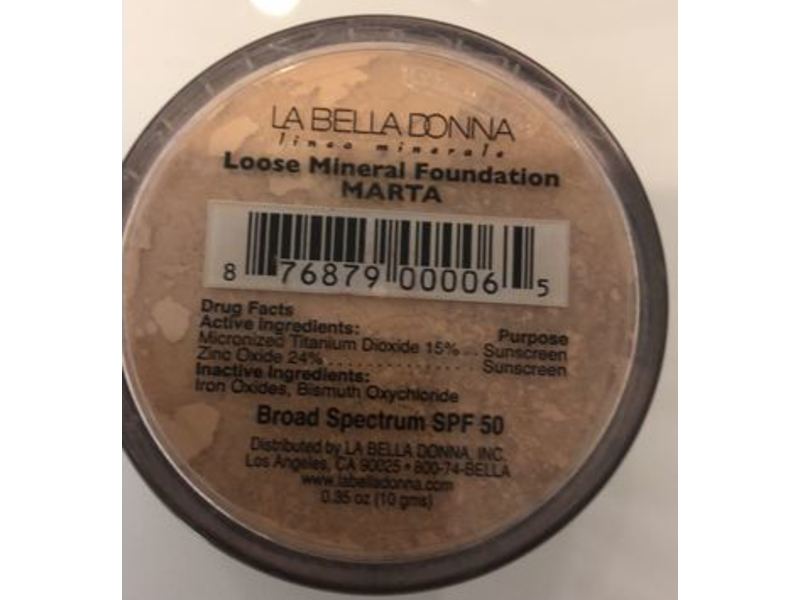 LA BELLA DONNA
linea minerale
Loose Mineral Foundation
MARTA
8 76879 00006 5
Drug Facts
Active Ingredients: Purpose
Micronized Titanium Dioxide 15% .. Sunscreen
Zinc Oxide 24% .................... Sunscreen
Inactive Ingredients:
Iron Oxides, Bismuth Oxychloride
Broad Spectrum SPF 50
Distributed by LA BELLA DONNA, INC.
Los Angeles, CA 90025 • 800-74-BELLA
www.labelladonna.com
0.35 oz (10 gms)